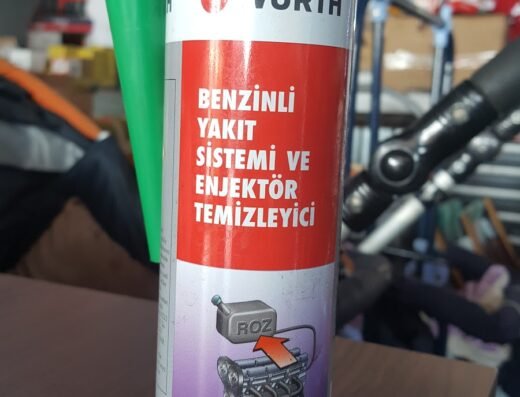 WÜRTH
BENZİNLİ
YAKIT
SİSTEMİ VE
ENJEKTÖR
TEMİZLEYİCİ
ROZ